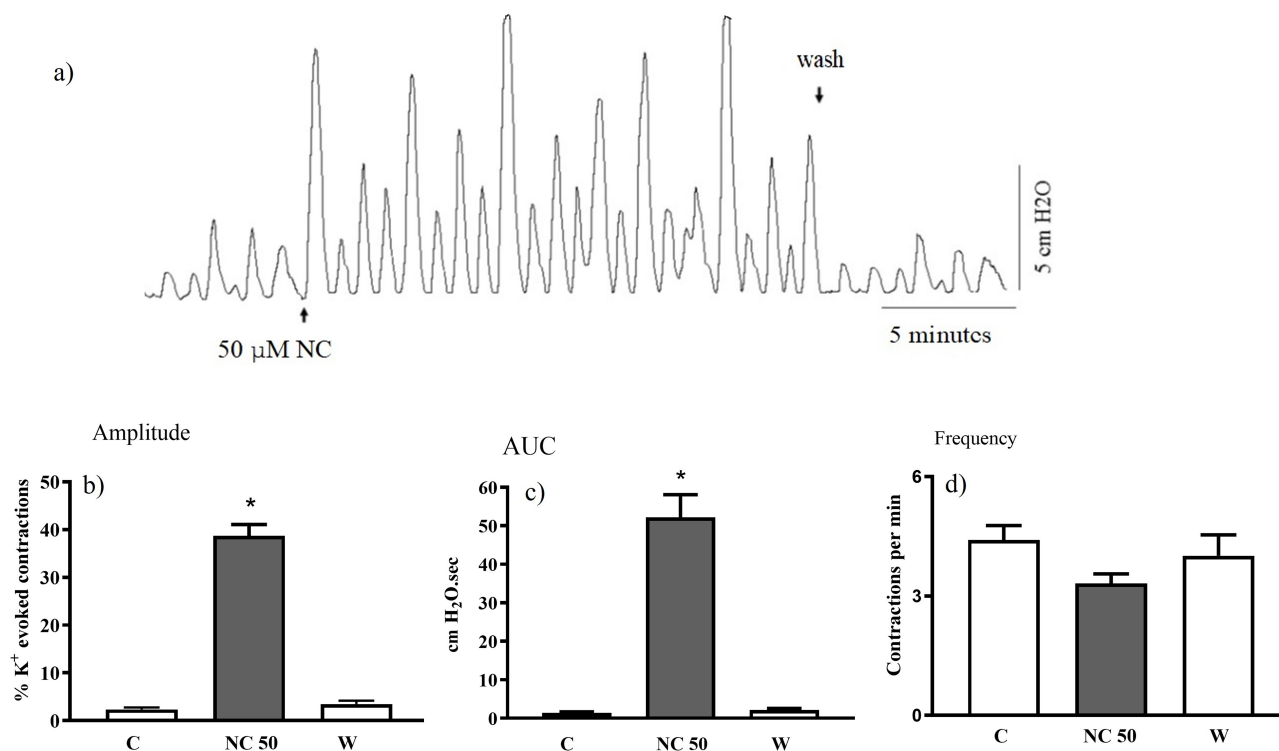 a)
wash
5 cm H2O
50 µM NC
5 minutes
Amplitude
b)
% K+ evoked contractions
50
40
30
20
10
0
*
C
NC 50
W
AUC
c)
cm H2O.sec
60
50
40
30
20
10
0
*
C
NC 50
W
Frequency
d)
Contractions per min
6
3
0
C
NC 50
W